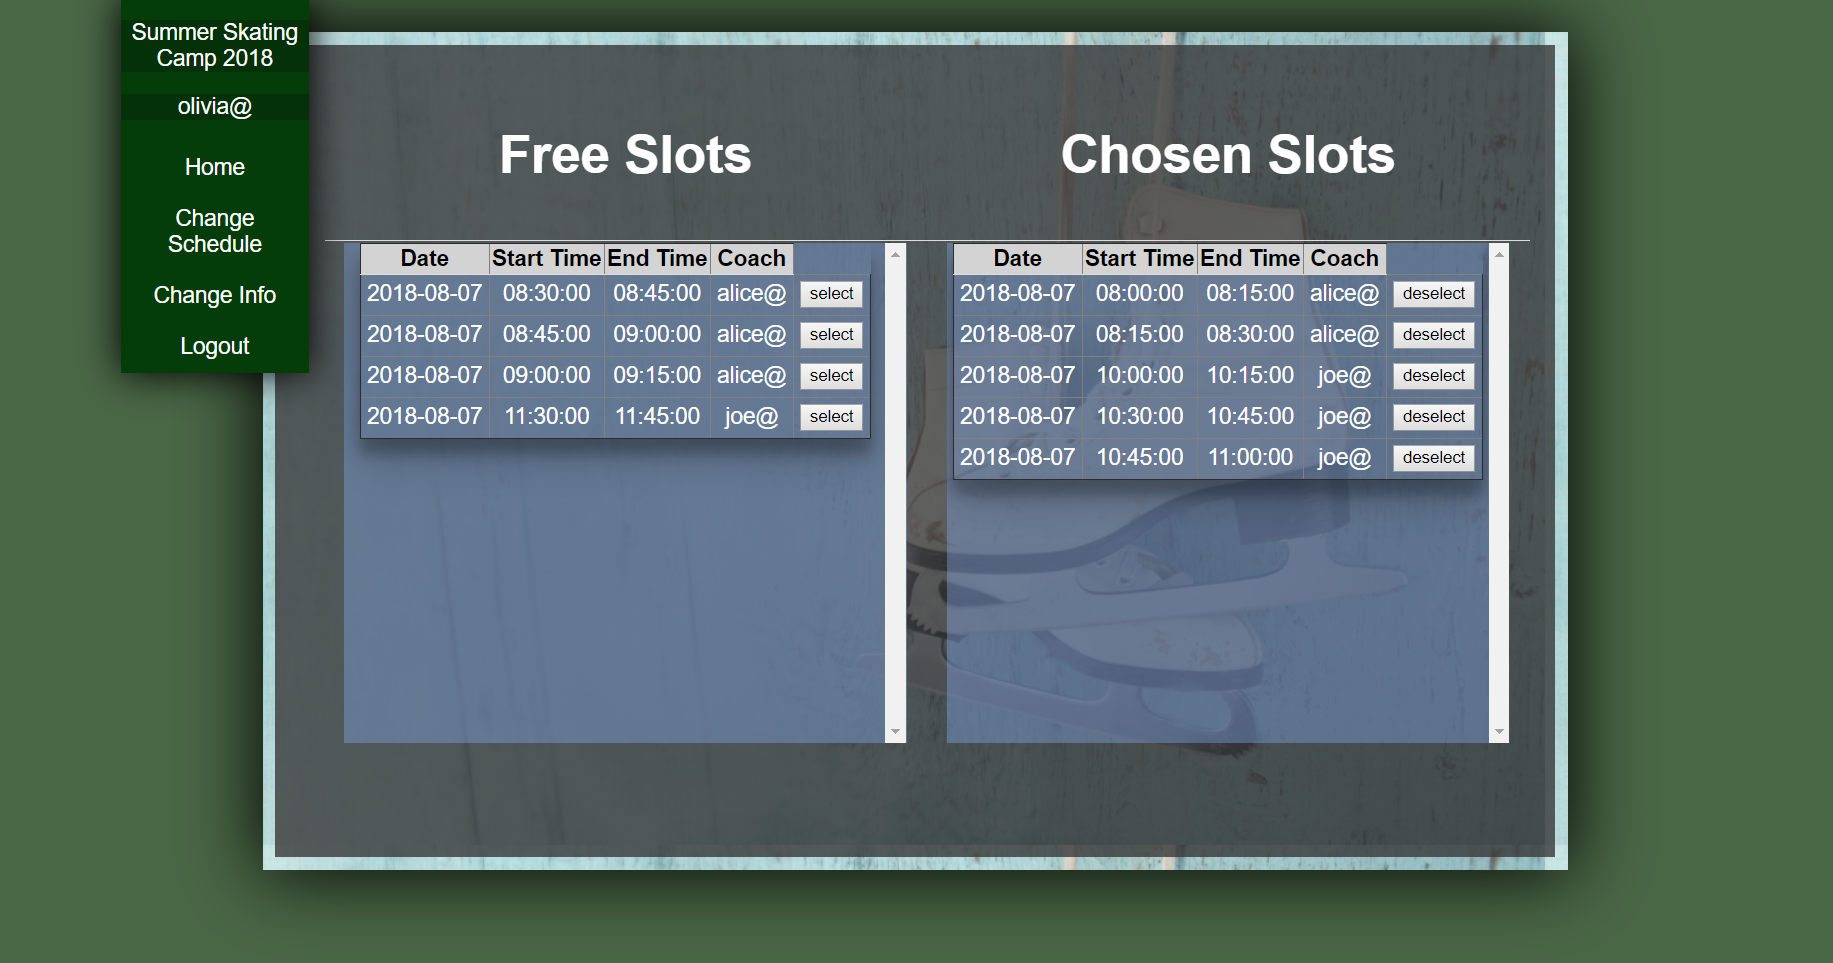 Summer Skating
Camp 2018
olivia@
Home
Change
Schedule
Change Info
Logout
Free Slots
Date Start Time End Time Coach
2018-08-07 08:30:00 08:45:00 alice@ select
2018-08-07 08:45:00 09:00:00 alice@ select
2018-08-07 09:00:00 09:15:00 alice@ select
2018-08-07 11:30:00 11:45:00 joe@ select
Chosen Slots
Date Start Time End Time Coach
2018-08-07 08:00:00 08:15:00 alice@ deselect
2018-08-07 08:15:00 08:30:00 alice@ deselect
2018-08-07 10:00:00 10:15:00 joe@ deselect
2018-08-07 10:30:00 10:45:00 joe@ deselect
2018-08-07 10:45:00 11:00:00 joe@ deselect